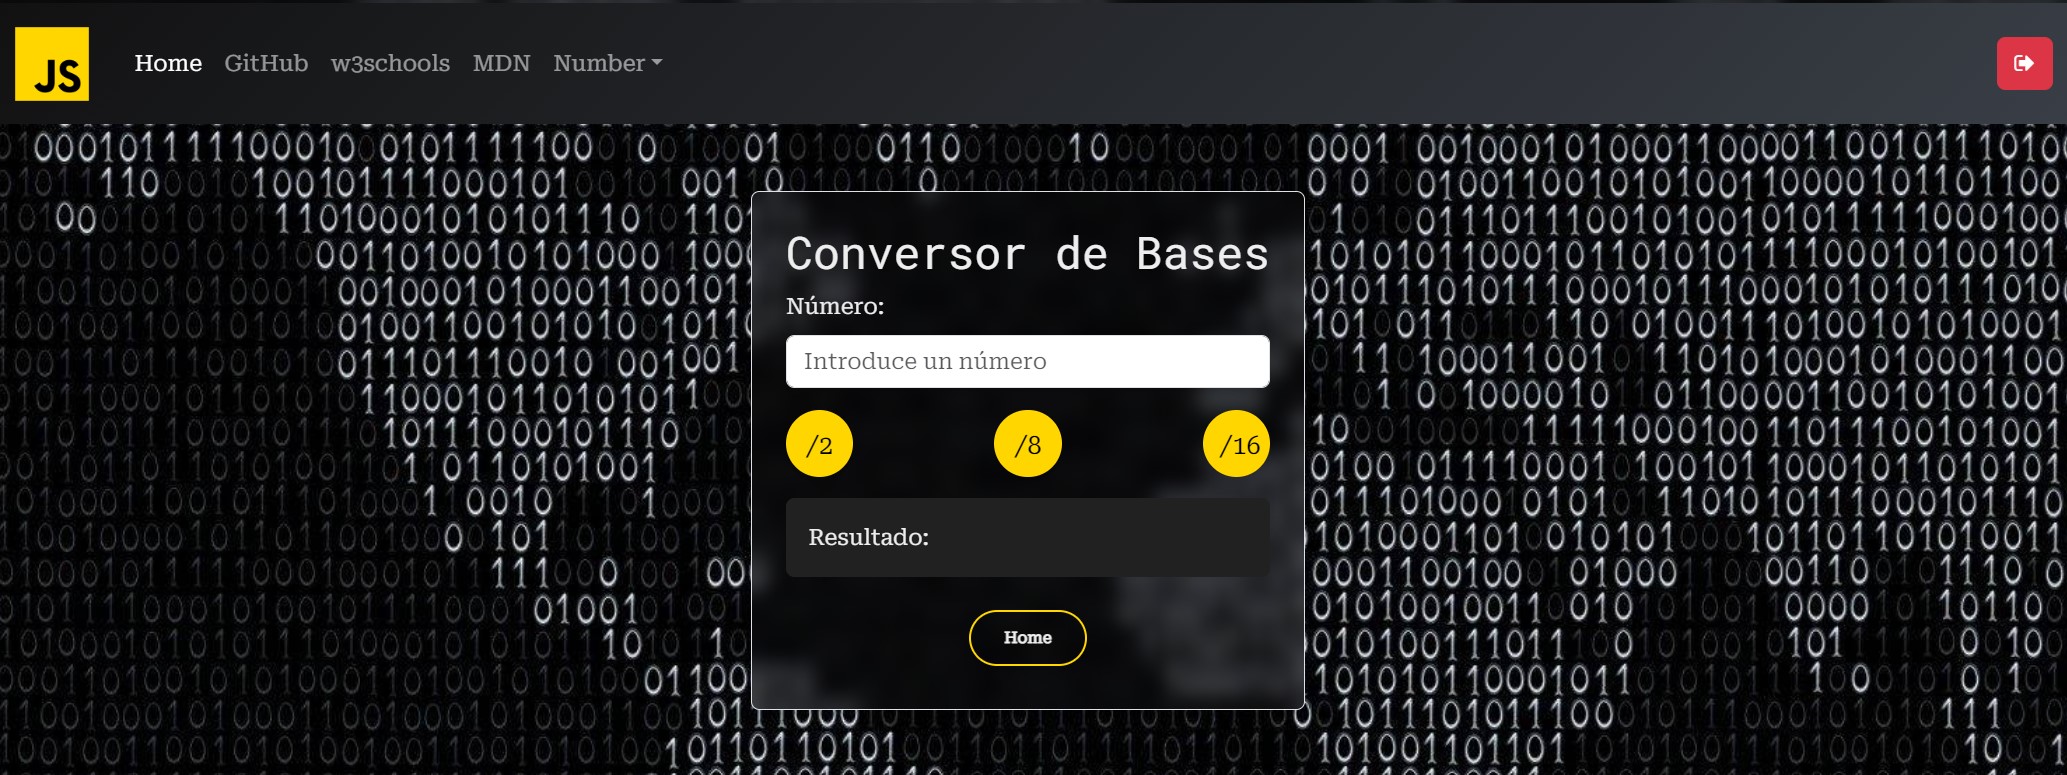 JS
Home GitHub w3schools MDN Number
Conversor de Bases
Número:
Introduce un número
/2 /8 /16
Resultado:
Home